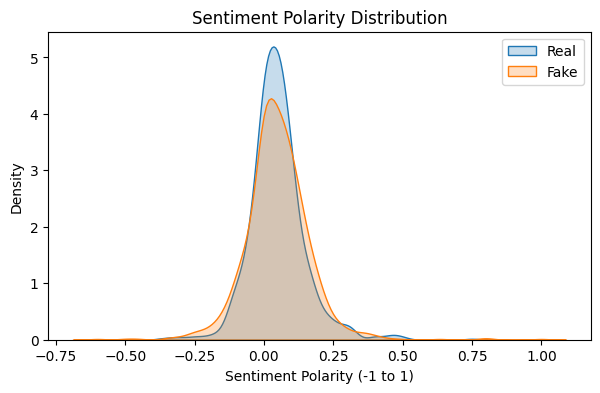 Sentiment Polarity Distribution
Real
Fake
Density
5
4
3
2
1
0
−0.75 −0.50 −0.25 0.00 0.25 0.50 0.75 1.00
Sentiment Polarity (-1 to 1)